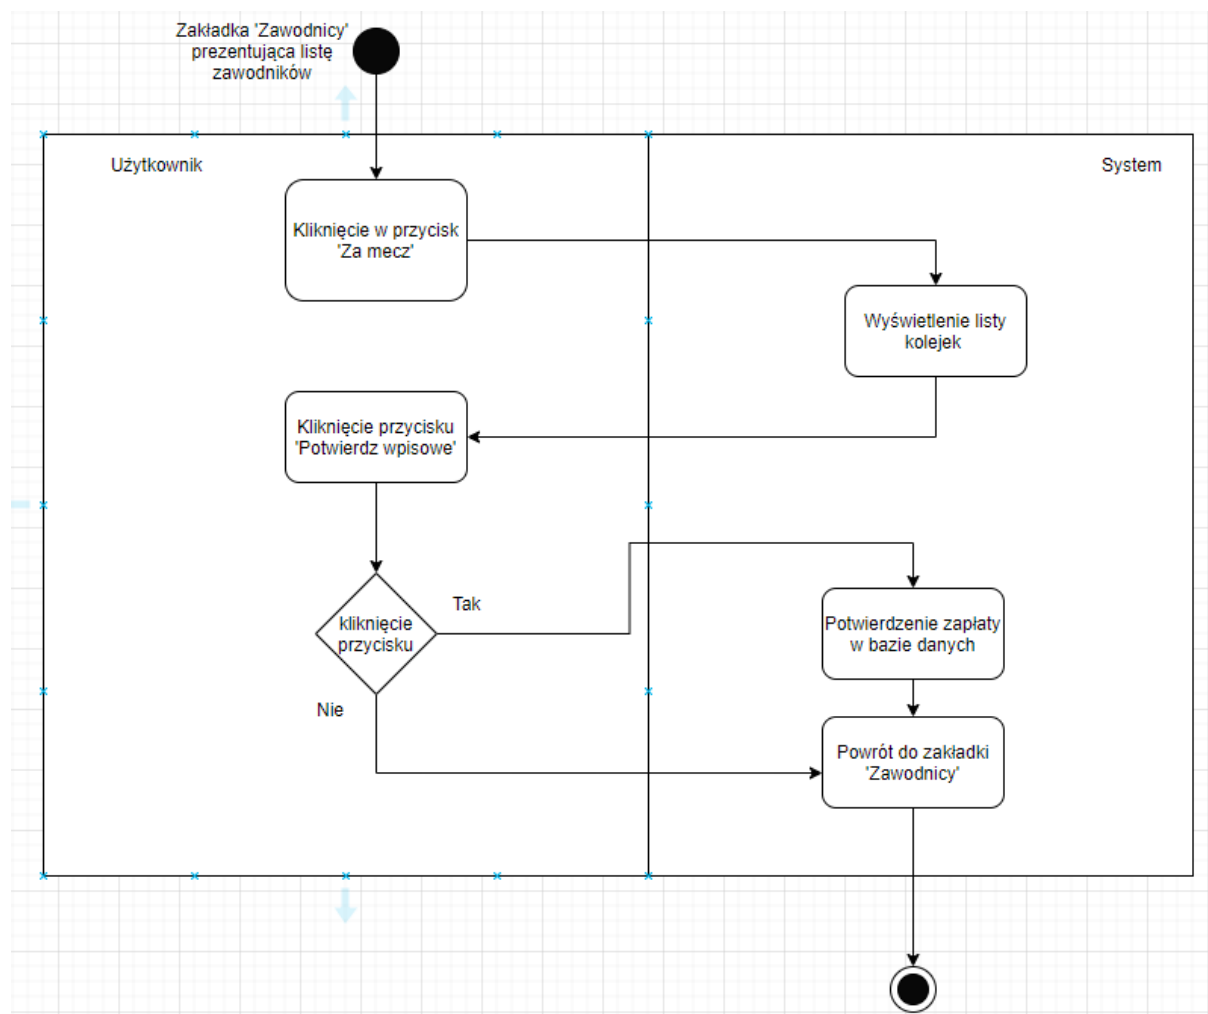 Zakładka 'Zawodnicy'
prezentująca listę
zawodników
Użytkownik
System
Kliknięcie w przycisk
'Za mecz'
Wyświetlenie listy
kolejek
Kliknięcie przycisku
'Potwierdz wpisowe'
kliknięcie
przycisku
Tak
Nie
Potwierdzenie zapłaty
w bazie danych
Powrót do zakładki
'Zawodnicy'